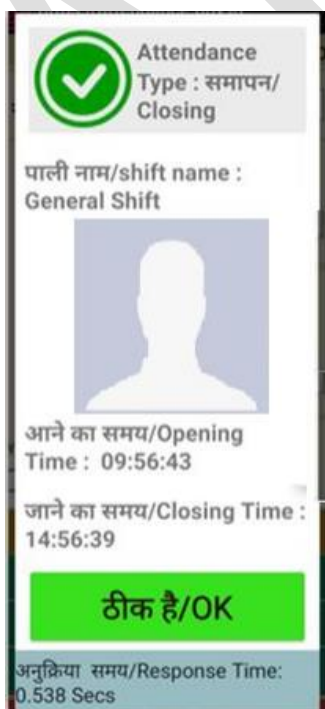 Attendance
Type : समापन/
Closing
पाली नाम/shift name :
General Shift
आने का समय/Opening
Time : 09:56:43
जाने का समय/Closing Time :
14:56:39
ठीक है/OK
अनुक्रिया समय/Response Time:
0.538 Secs